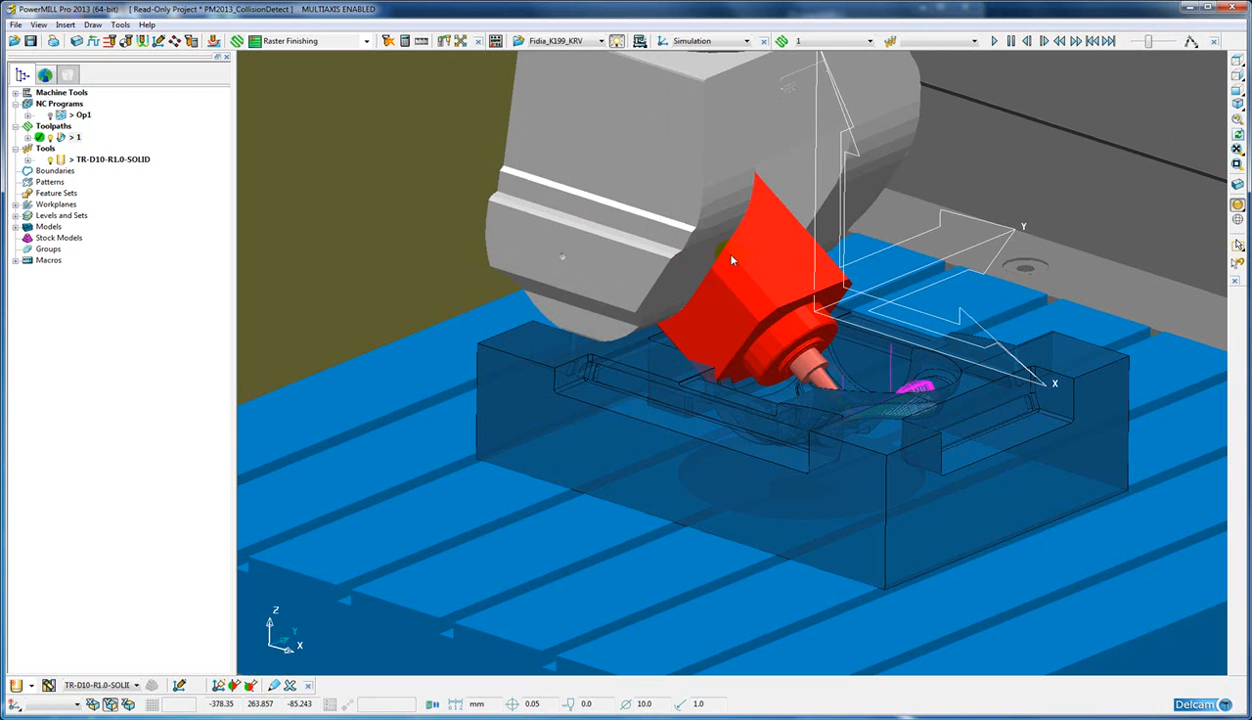 PowerMILL Pro 2013 (64-bit)    [ Read-Only Project * PM2013_CollisionDetect ]    MULTIAXIS ENABLED
File View Insert Draw Tools Help
Raster Finishing Fidia_K199_KRV Simulation 1
Machine Tools
NC Programs
> Op1
Toolpaths
> 1
Tools
> TR-D10-R1.0-SOLID
Boundaries
Patterns
Feature Sets
Workplanes
Levels and Sets
Models
Stock Models
Groups
Macros
Y
X
Z
Y
X
TR-D10-R1.0-SOLI
-378.35 263.857 -85.243 mm 0.05 0.0 10.0 1.0 Delcam